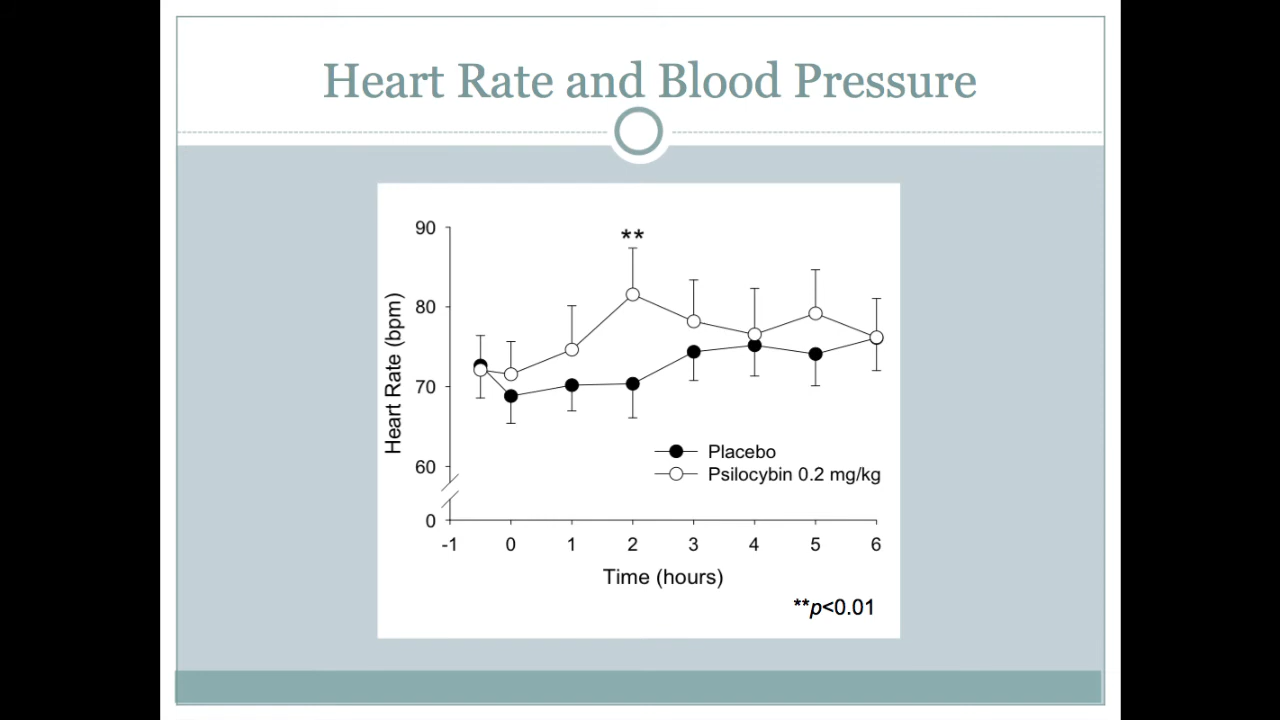 Heart Rate and Blood Pressure
**
90
80
70
60
0
Heart Rate (bpm)
Placebo
Psilocybin 0.2 mg/kg
-1 0 1 2 3 4 5 6
Time (hours)
**p<0.01